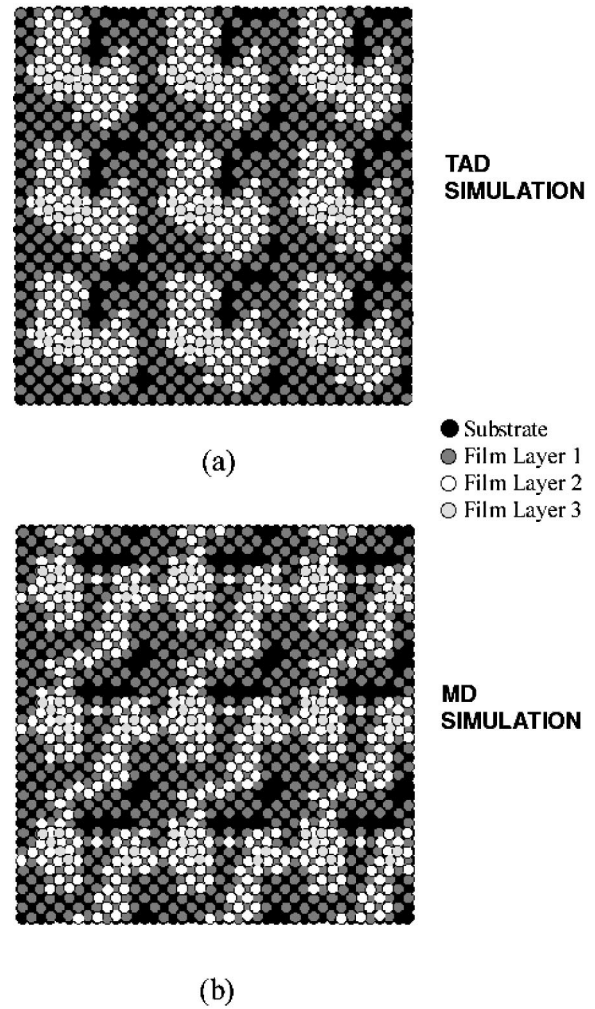 TAD
SIMULATION
(a)
Substrate
Film Layer 1
Film Layer 2
Film Layer 3
MD
SIMULATION
(b)